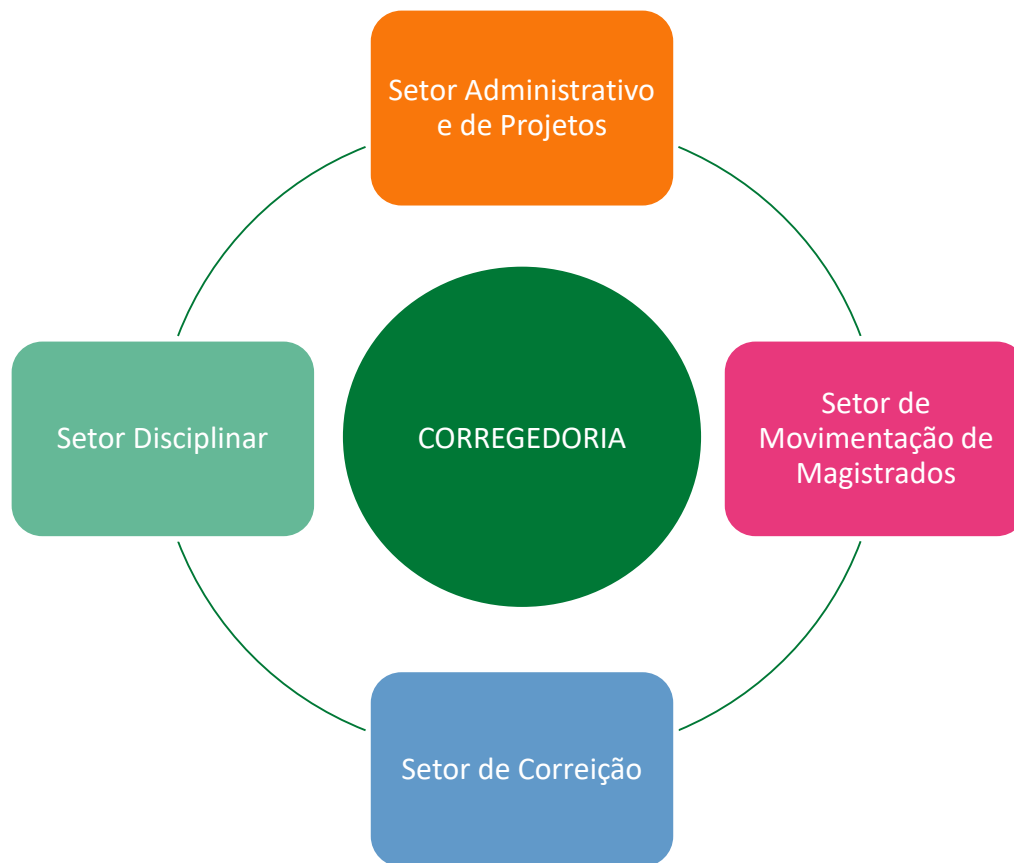 Setor Administrativo
e de Projetos
Setor Disciplinar
CORREGEDORIA
Setor de
Movimentação de
Magistrados
Setor de Correição